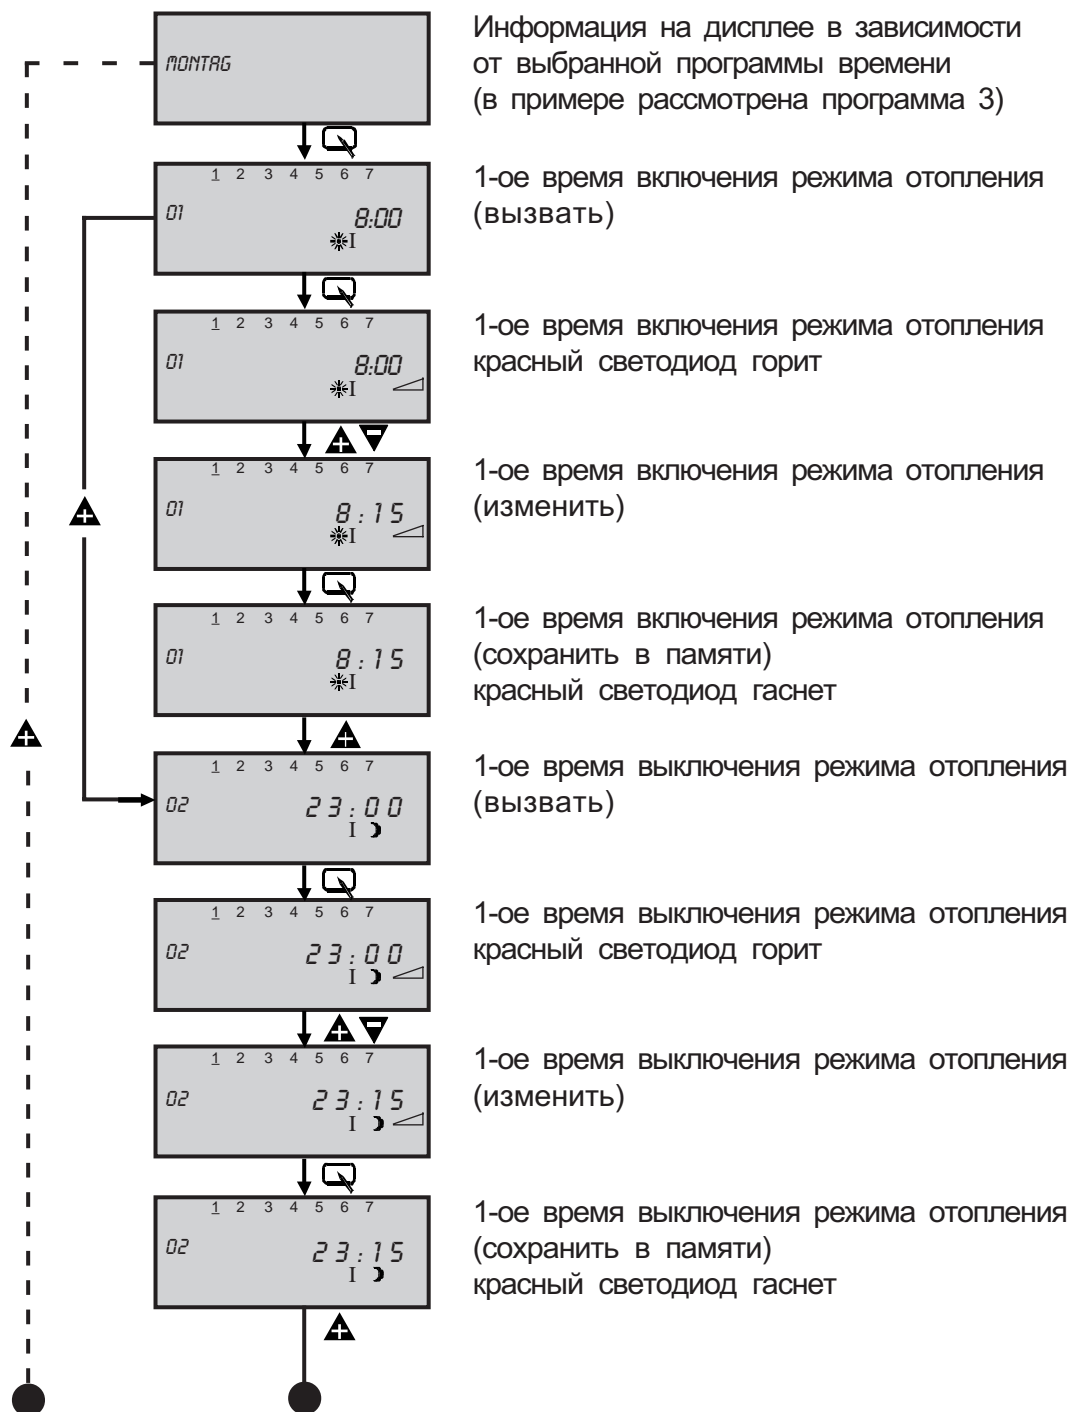 MONTAG
Информация на дисплее в зависимости
от выбранной программы времени
(в примере рассмотрена программа 3)
1 2 3 4 5 6 7
01 8:00
I
1-ое время включения режима отопления
(вызвать)
1 2 3 4 5 6 7
01 8:00
I
1-ое время включения режима отопления
красный светодиод горит
1 2 3 4 5 6 7
01 8:15
I
1-ое время включения режима отопления
(изменить)
1 2 3 4 5 6 7
01 8:15
I
1-ое время включения режима отопления
(сохранить в памяти)
красный светодиод гаснет
1 2 3 4 5 6 7
02 23:00
I
1-ое время выключения режима отопления
(вызвать)
1 2 3 4 5 6 7
02 23:00
I
1-ое время выключения режима отопления
красный светодиод горит
1 2 3 4 5 6 7
02 23:15
I
1-ое время выключения режима отопления
(изменить)
1 2 3 4 5 6 7
02 23:15
I
1-ое время выключения режима отопления
(сохранить в памяти)
красный светодиод гаснет